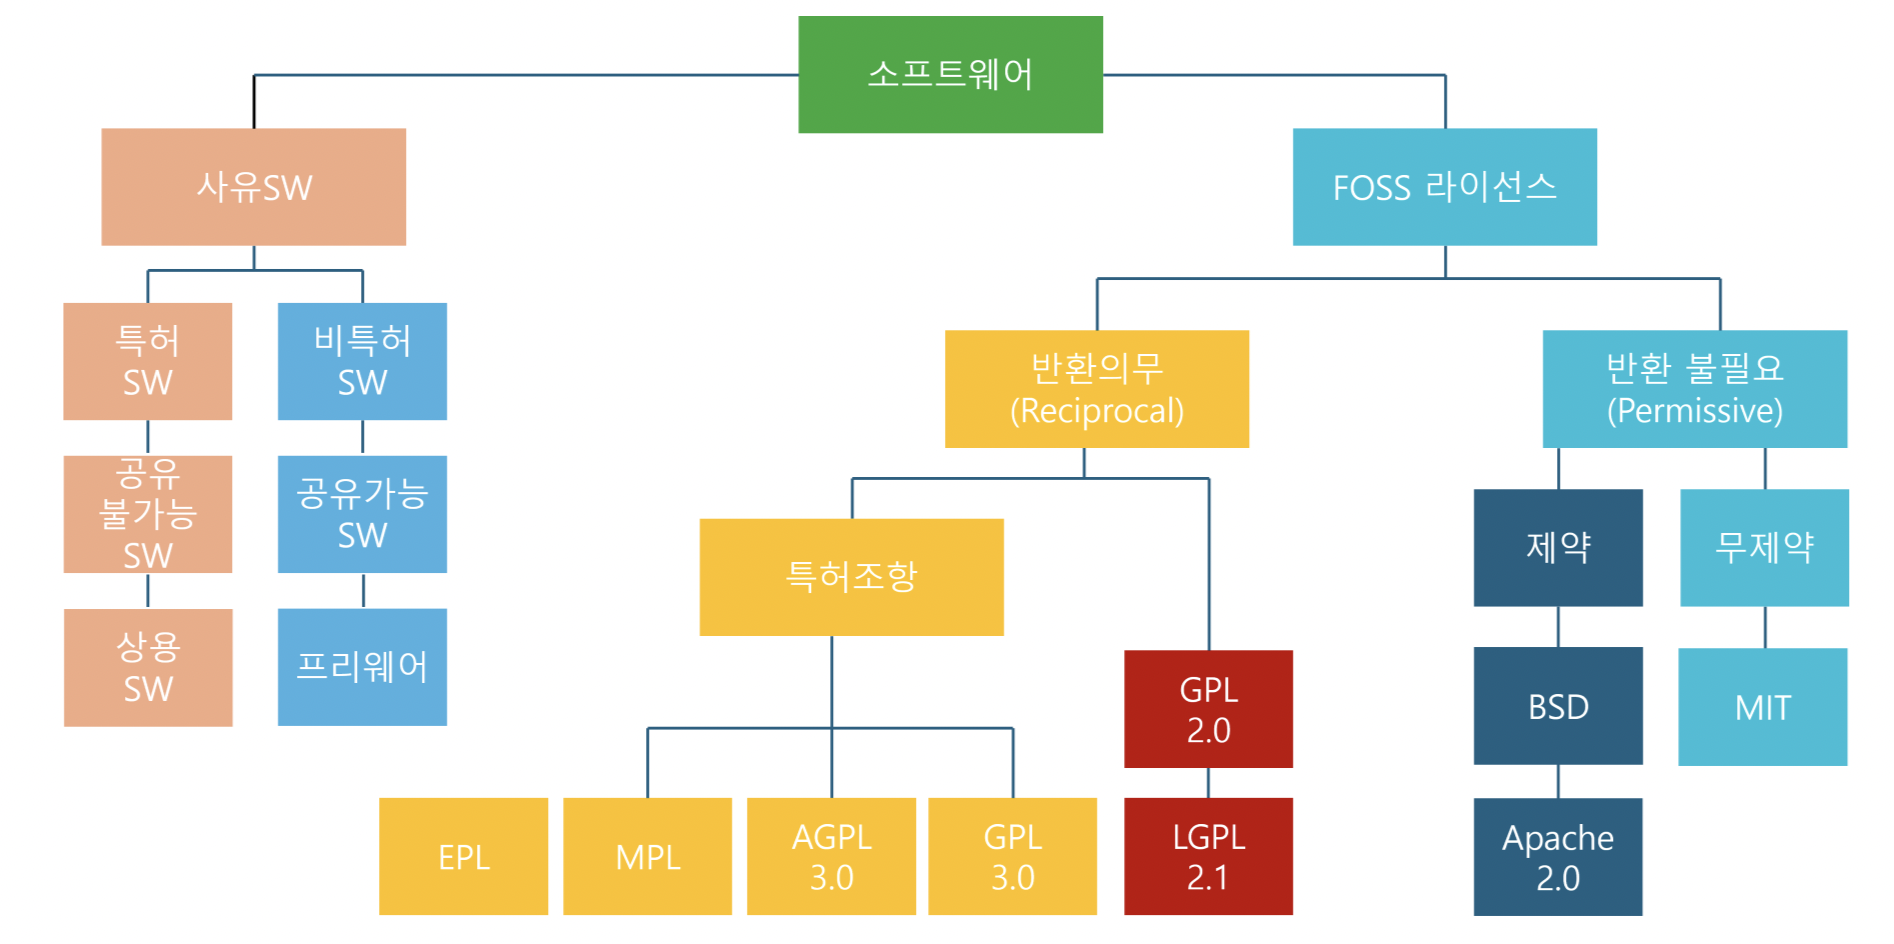 소프트웨어
사유SW
FOSS 라이선스
특허
SW
비특허
SW
반환의무
(Reciprocal)
반환 불필요
(Permissive)
공유
불가능
SW
공유가능
SW
제약
무제약
특허조항
상용
SW
프리웨어
GPL
2.0
BSD
MIT
EPL
MPL
AGPL
3.0
GPL
3.0
LGPL
2.1
Apache
2.0